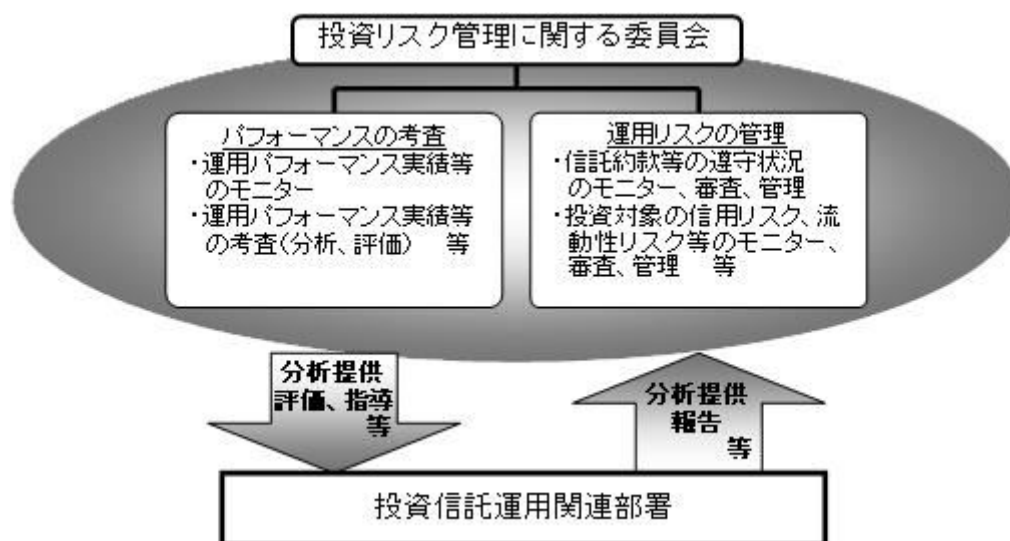 投資リスク管理に関する委員会
パフォーマンスの考査
・運用パフォーマンス実績等
のモニター
・運用パフォーマンス実績等
の考査(分析、評価) 等
運用リスクの管理
・信託約款等の遵守状況
のモニター、審査、管理
・投資対象の信用リスク、流
動性リスク等のモニター、
審査、管理 等
分析提供
評価、指導
等
分析提供
報告
等
投資信託運用関連部署